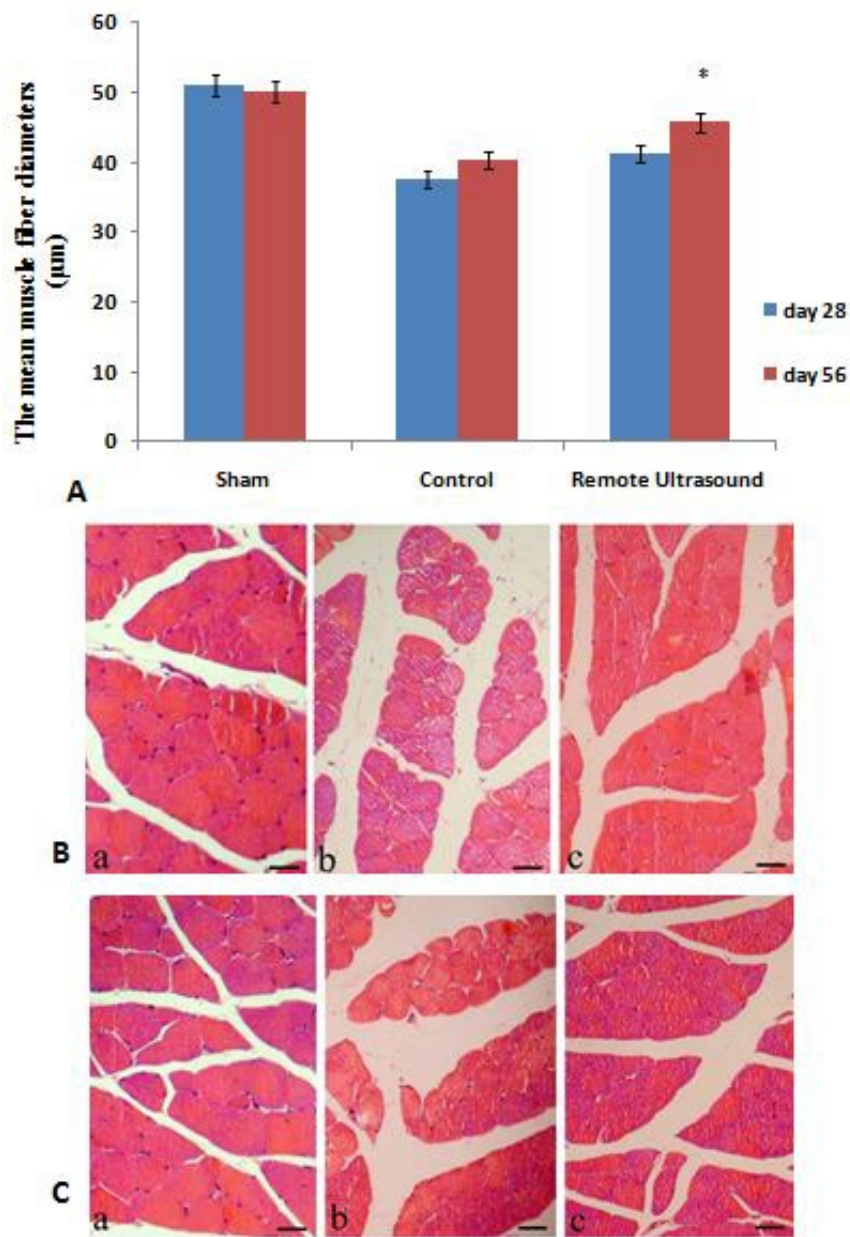 The mean muscle fiber diameters
(µm)
60
50
40
30
20
10
0
*
day 28
day 56
Sham
Control
Remote Ultrasound
A
B
a
b
c
C
a
b
c